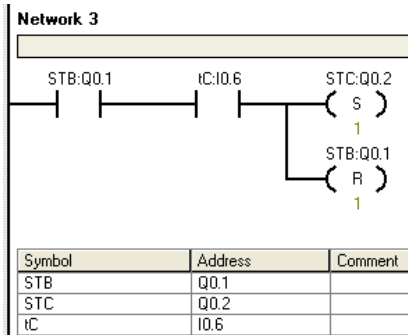 Network 3
STB:Q0.1 tC:I0.6 STC:Q0.2
S
1
STB:Q0.1
R
1
Symbol Address Comment
STB Q0.1
STC Q0.2
tC I0.6